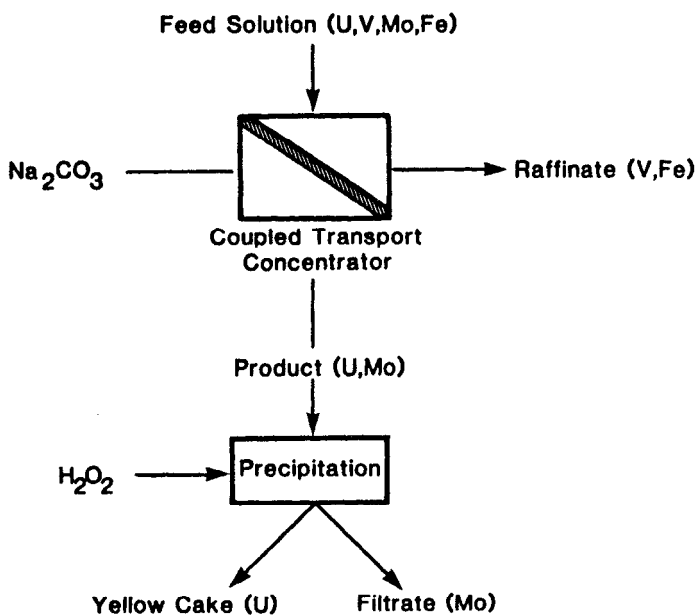 Feed Solution (U,V,Mo,Fe)
Na₂CO₃
Raffinate (V,Fe)
Coupled Transport
Concentrator
Product (U,Mo)
H₂O₂
Precipitation
Yellow Cake (U)
Filtrate (Mo)